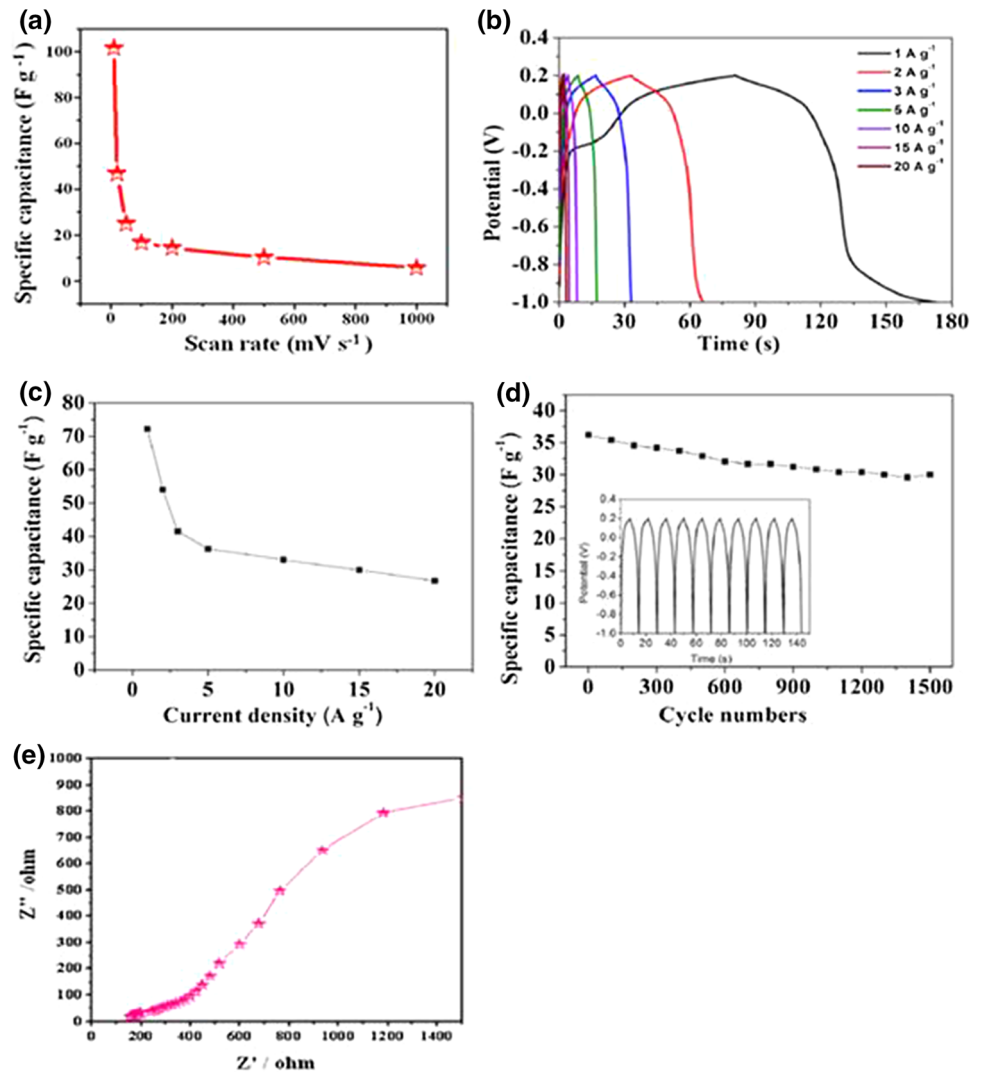 (a)
100
80
60
40
20
0
Specific capacitance (F g⁻¹)
0 200 400 600 800 1000
Scan rate (mV s⁻¹)
(b)
0.4
0.2
0.0
-0.2
-0.4
-0.6
-0.8
-1.0
Potential (V)
1 A g⁻¹
2 A g⁻¹
3 A g⁻¹
5 A g⁻¹
10 A g⁻¹
15 A g⁻¹
20 A g⁻¹
0 30 60 90 120 150 180
Time (s)
(c)
80
70
60
50
40
30
20
10
0
Specific capacitance (F g⁻¹)
0 5 10 15 20
Current density (A g⁻¹)
(d)
40
35
30
25
20
15
10
5
0
Specific capacitance (F g⁻¹)
0.4
0.2
0.0
-0.2
-0.4
-0.6
-0.8
-1.0
Potential (V)
0 20 40 60 80 100 120 140
Time (s)
0 300 600 900 1200 1500
Cycle numbers
(e)
1000
900
800
700
600
500
400
300
200
100
0
Z" /ohm
0 200 400 600 800 1000 1200 1400
Z' / ohm